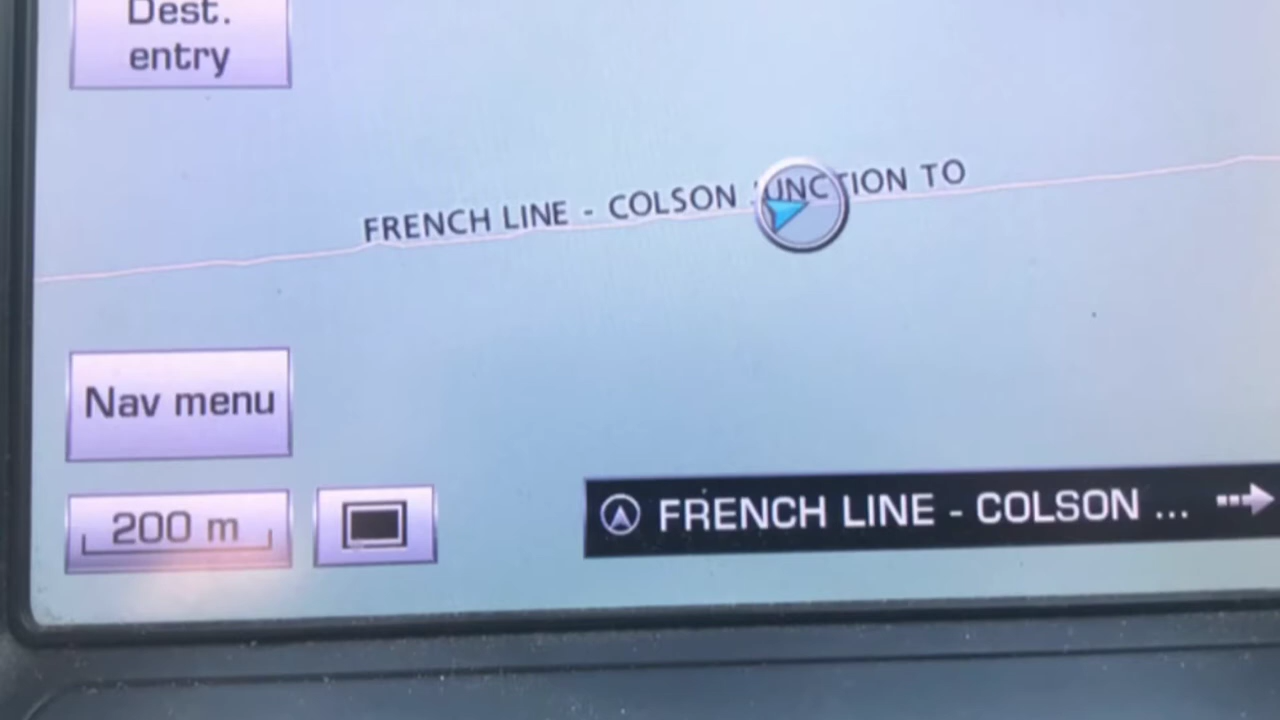 Dest.
entry
FRENCH LINE - COLSON JUNCTION TO
Nav menu
200 m
FRENCH LINE - COLSON ...